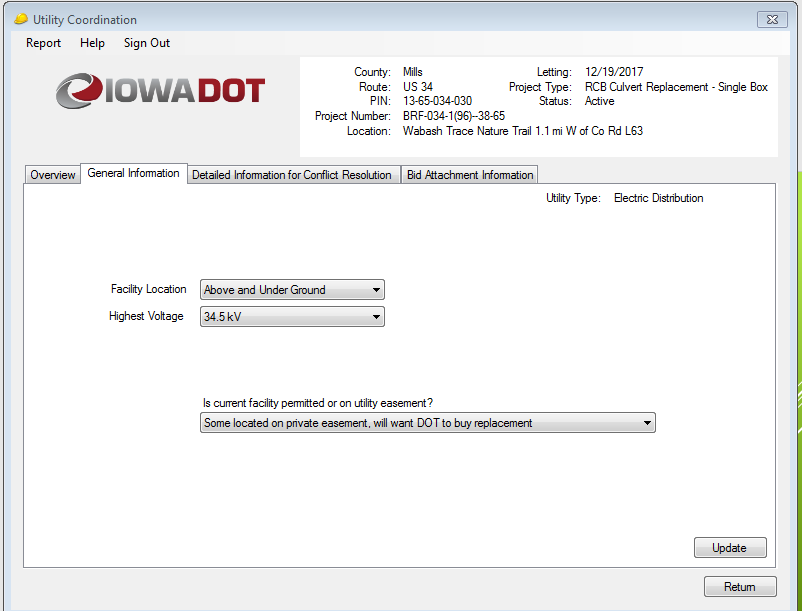 Utility Coordination
Report Help Sign Out
IOWADOT
County: Mills Letting: 12/19/2017
Route: US 34 Project Type: RCB Culvert Replacement - Single Box
PIN: 13-65-034-030 Status: Active
Project Number: BRF-034-1(96)--38-65
Location: Wabash Trace Nature Trail 1.1 mi W of Co Rd L63
Overview General Information Detailed Information for Conflict Resolution Bid Attachment Information
Utility Type: Electric Distribution
Facility Location Above and Under Ground
Highest Voltage 34.5 kV
Is current facility permitted or on utility easement?
Some located on private easement, will want DOT to buy replacement
Update
Return